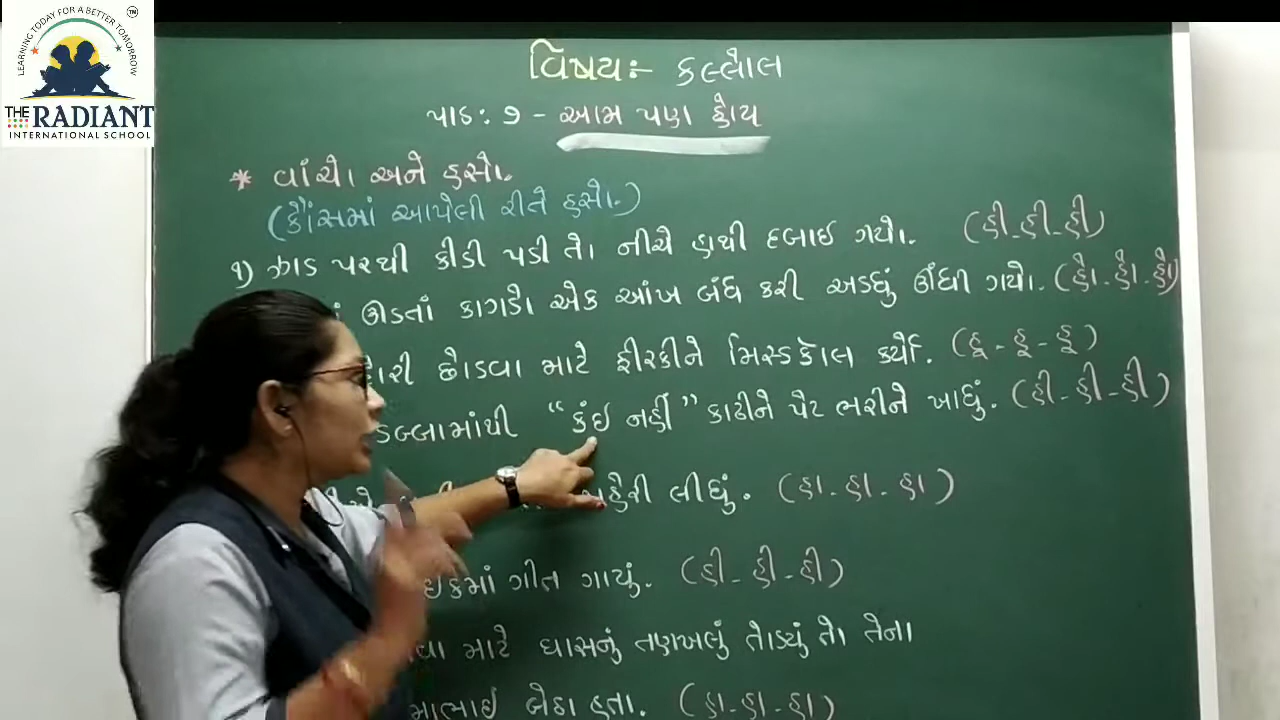 LEARNING TODAY FOR A BETTER TOMORROW
TM
THE RADIANT
INTERNATIONAL SCHOOL
વિષય:- કલ્લોલ
પાઠ: ૭ - આમ પણ હોય
* વાંચો અને હસો.
(કૌંસમાં આપેલી રીતે હસો.)
૧) ઝાડ પરથી કીડી પડી તો નીચે હાથી દબાઈ ગયો. (હી-હી-હી)
ઊડતાં કાગડો એક આંખ બંધ કરી અડધું ઊંઘી ગયો. (હો-હો-હો)
છોડવા માટે ફીરકીને મિસ્ડકૉલ કર્યો. (હૂ-હૂ-હૂ)
ડબ્બામાંથી "કંઇ નહીં" કાઢીને પેટ ભરીને ખાધું. (હી-હી-હી)
લીધું. (હા-હા-હા)
ગીત ગાયું. (હી-હી-હી)
માટે ઘાસનું તણખલું તોડ્યું તો તેના
બેઠા હતા. (હા-હા-હા)